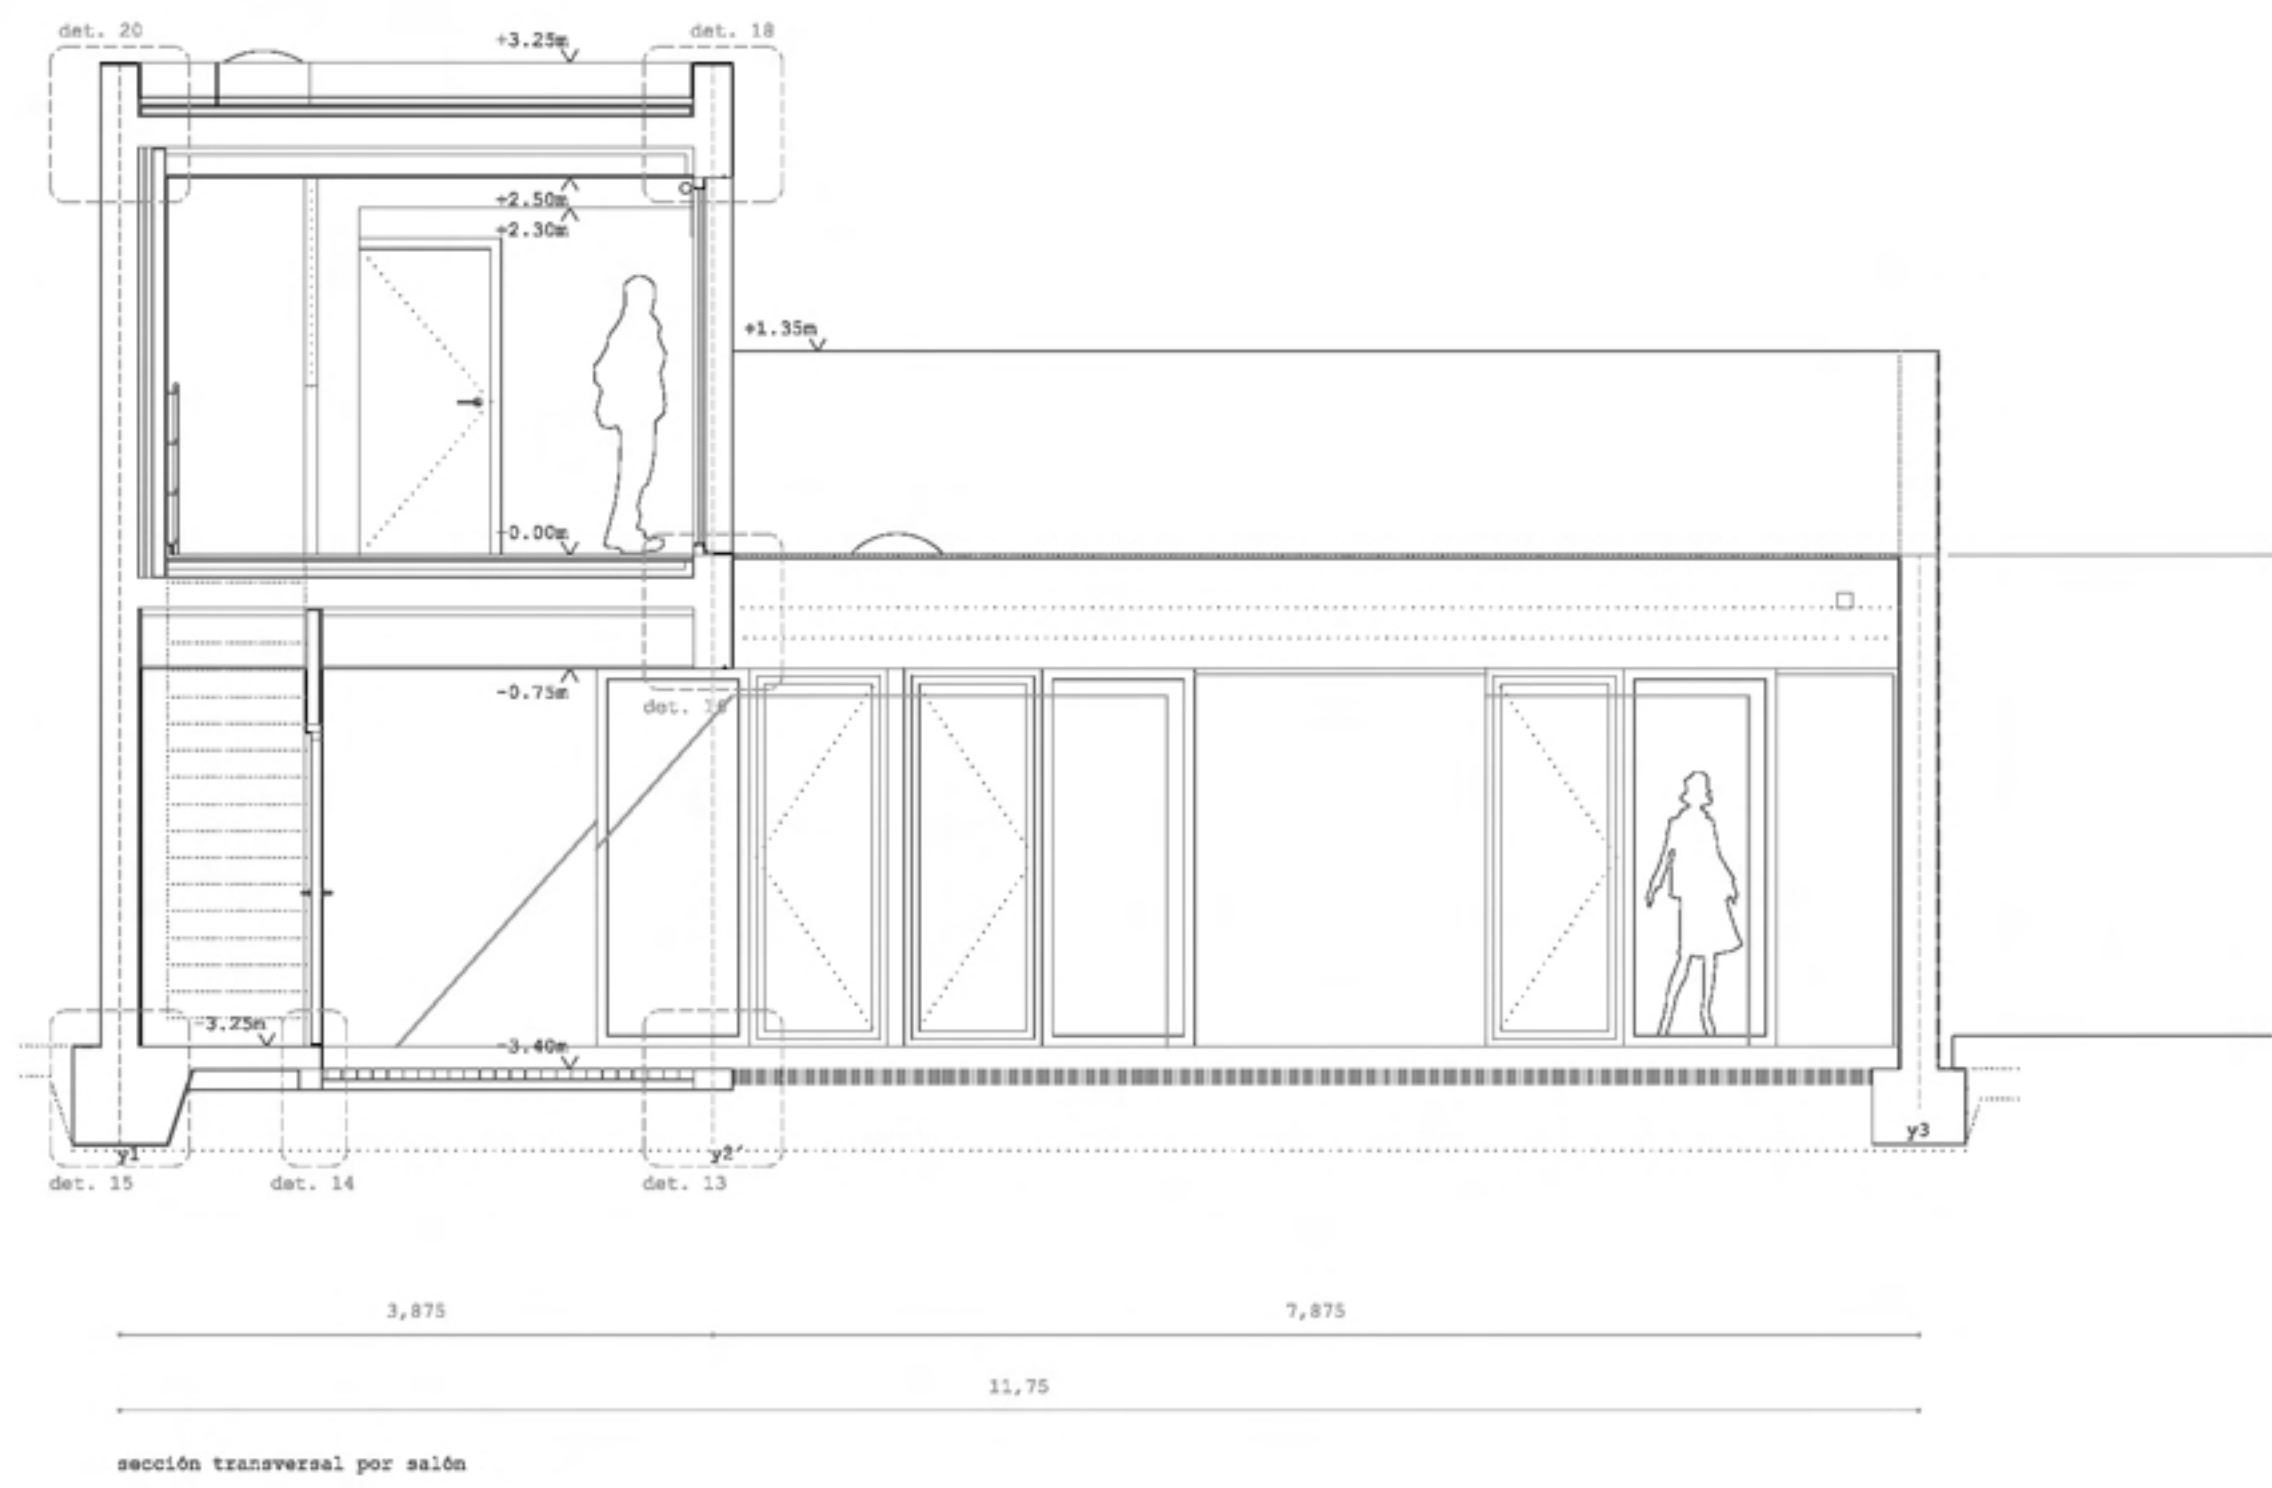 det. 20
det. 18
+3.25m
+2.50m
+2.30m
+1.35m
-0.00m
-0.75m
det. 16
-3.25m
-3.40m
y1
y2'
y3
det. 15
det. 14
det. 13
3,875
7,875
11,75
sección transversal por salón